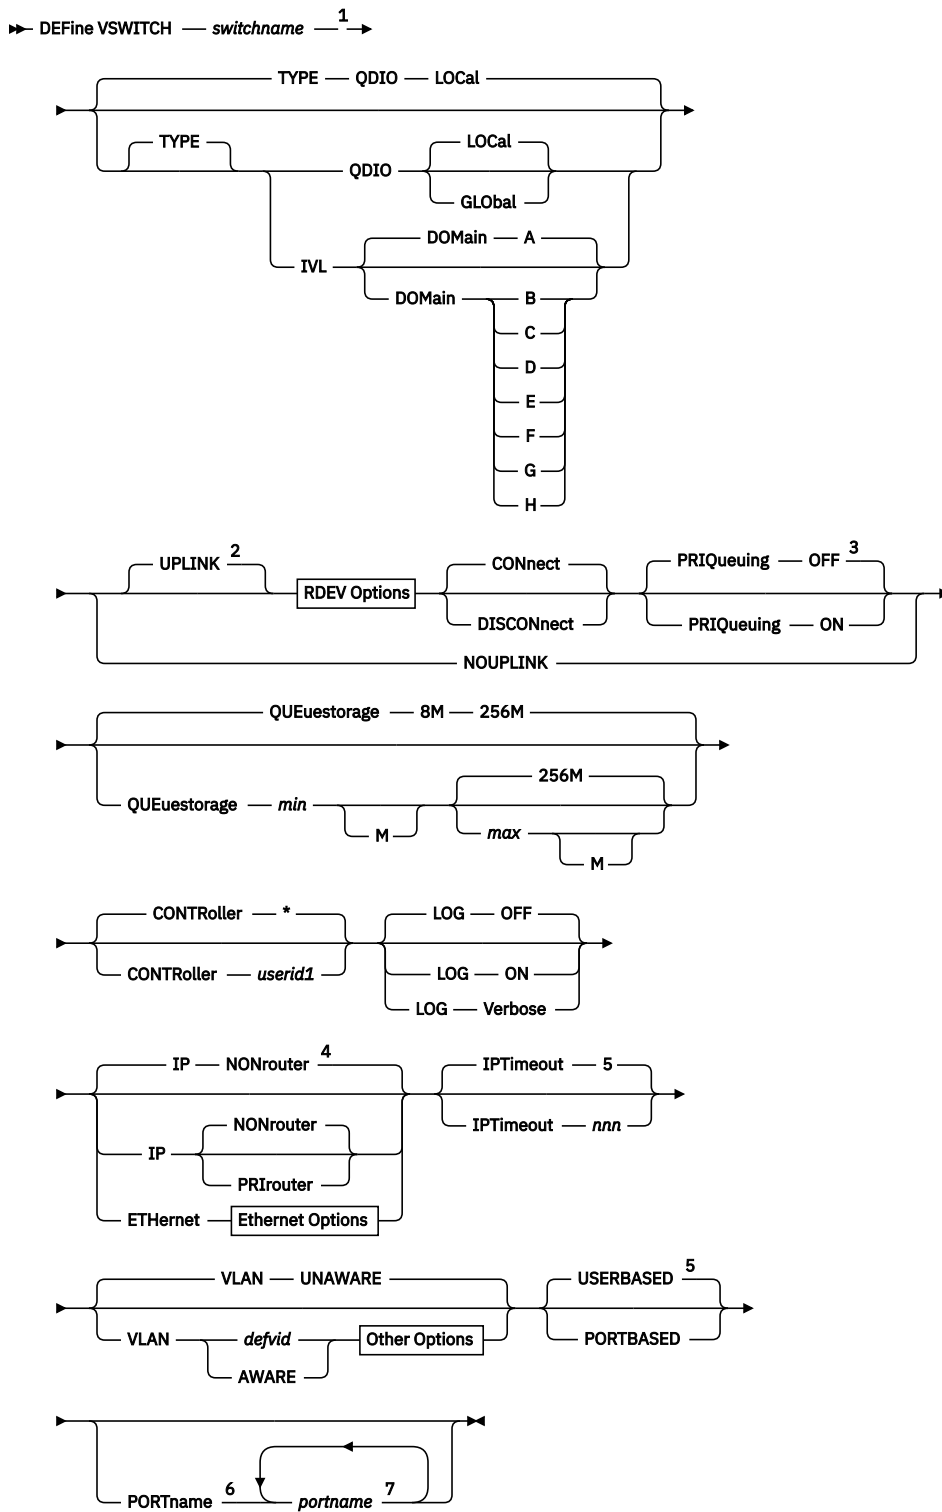 DEFine VSWITCH switchname 1
TYPE QDIO LOCal
TYPE
LOCal
QDIO
GLObal
DOMain A
IVL
DOMain B
C
D
E
F
G
H
UPLINK 2
CONnect
PRIQueuing OFF 3
RDEV Options
DISCONnect
PRIQueuing ON
NOUPLINK
QUEuestorage 8M 256M
256M
QUEuestorage min
M
max
M
CONTRoller *
LOG OFF
CONTRoller userid1
LOG ON
LOG Verbose
IP NONrouter 4
IPTimeout 5
NONrouter
IPTimeout nnn
IP
PRIrouter
ETHernet Ethernet Options
VLAN UNAWARE
USERBASED 5
VLAN defvid Other Options
PORTBASED
AWARE
PORTname 6 portname 7